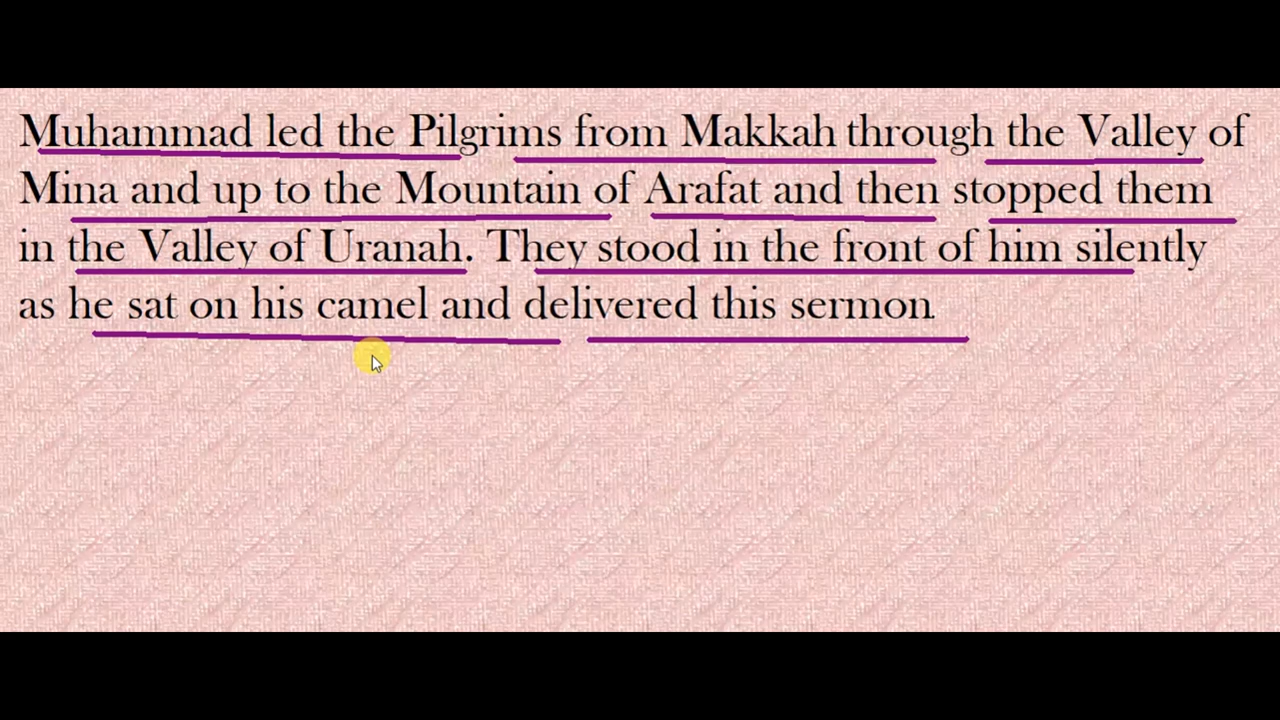 Muhammad led the Pilgrims from Makkah through the Valley of
Mina and up to the Mountain of Arafat and then stopped them
in the Valley of Uranah. They stood in the front of him silently
as he sat on his camel and delivered this sermon.